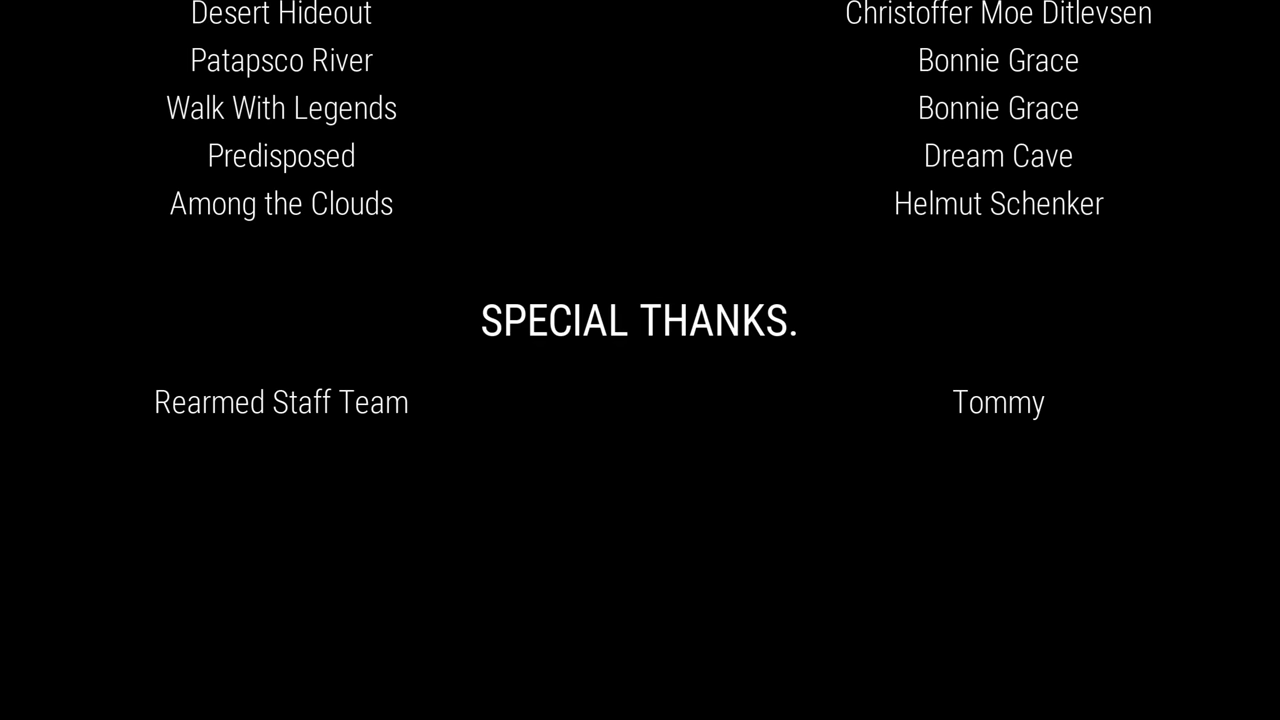 Desert Hideout Christoffer Moe Ditlevsen
Patapsco River Bonnie Grace
Walk With Legends Bonnie Grace
Predisposed Dream Cave
Among the Clouds Helmut Schenker
SPECIAL THANKS.
Rearmed Staff Team Tommy